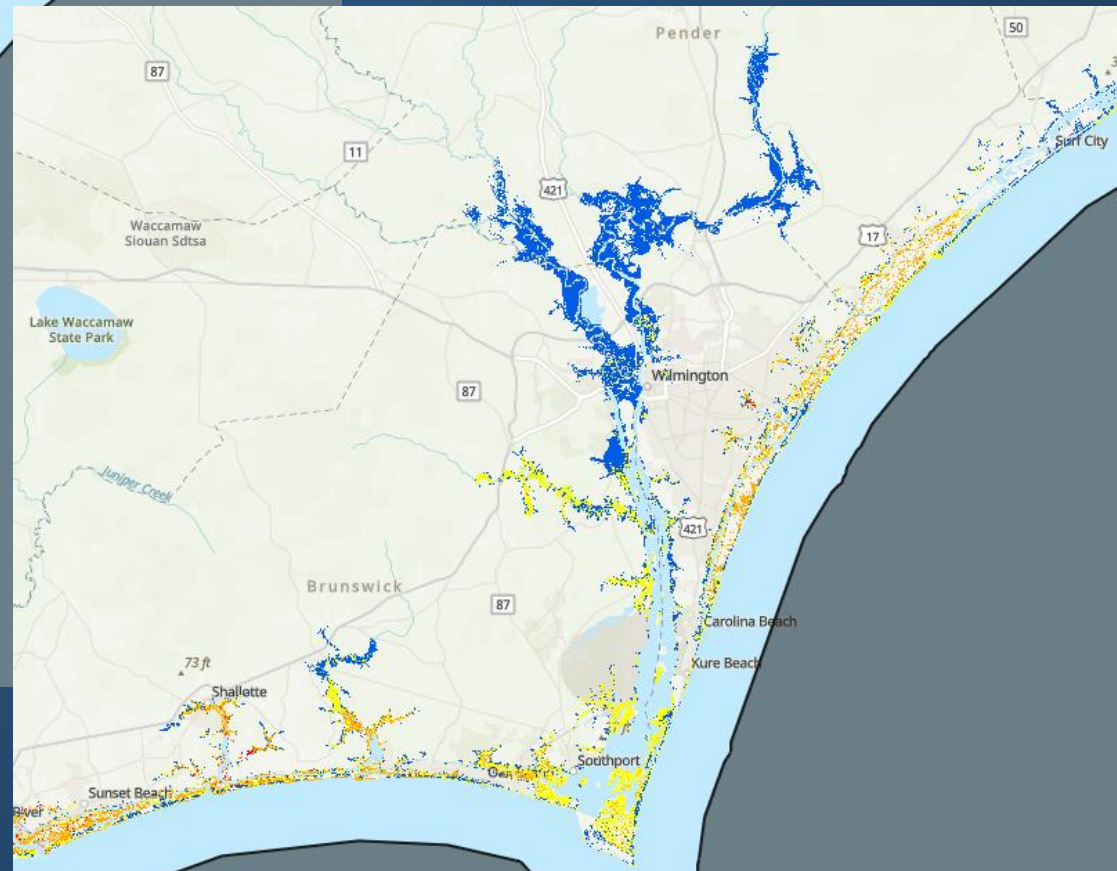 50
Pender
87
3
Surf City
11
421
Waccamaw
Siouan Sdtsa
17
Lake Waccamaw
State Park
Wilmington
87
Juniper Creek
421
Brunswick
87
Carolina Beach
73 ft
Kure Beach
Shallotte
Southport
Sunset Beach
River